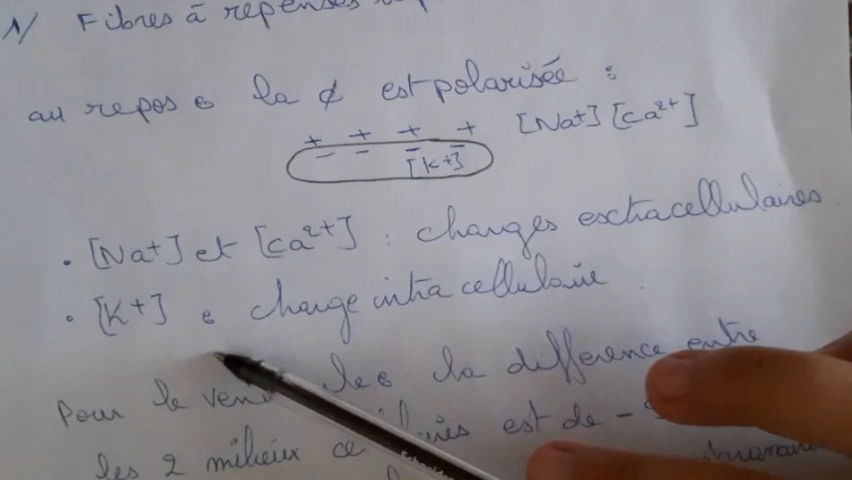 1/ Fibres à
au repos : la ¢ est polarisée :
+ + + +
[Na+] [Ca²⁺]
- - - -
[K+]
• [Na+] et [Ca²⁺] : charges extracellulaires
• [K+] : charge intracellulaire.
Pour le la difference entre
les 2 milieux est de -
Schneider